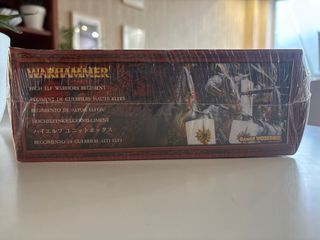 WARHAMMER
HIGH ELF WARRIORS REGIMENT
RÉGIMENT DE GUERRIERS HAUTS ELFES
REGIMIENTO DE ALTOS ELFOS
HOCHELFENKRIEGERREGIMENT
ハイエルフ ユニットボックス
REGGIMENTO DI GUERRIERI ALTI ELFI
GAMES WORKSHOP